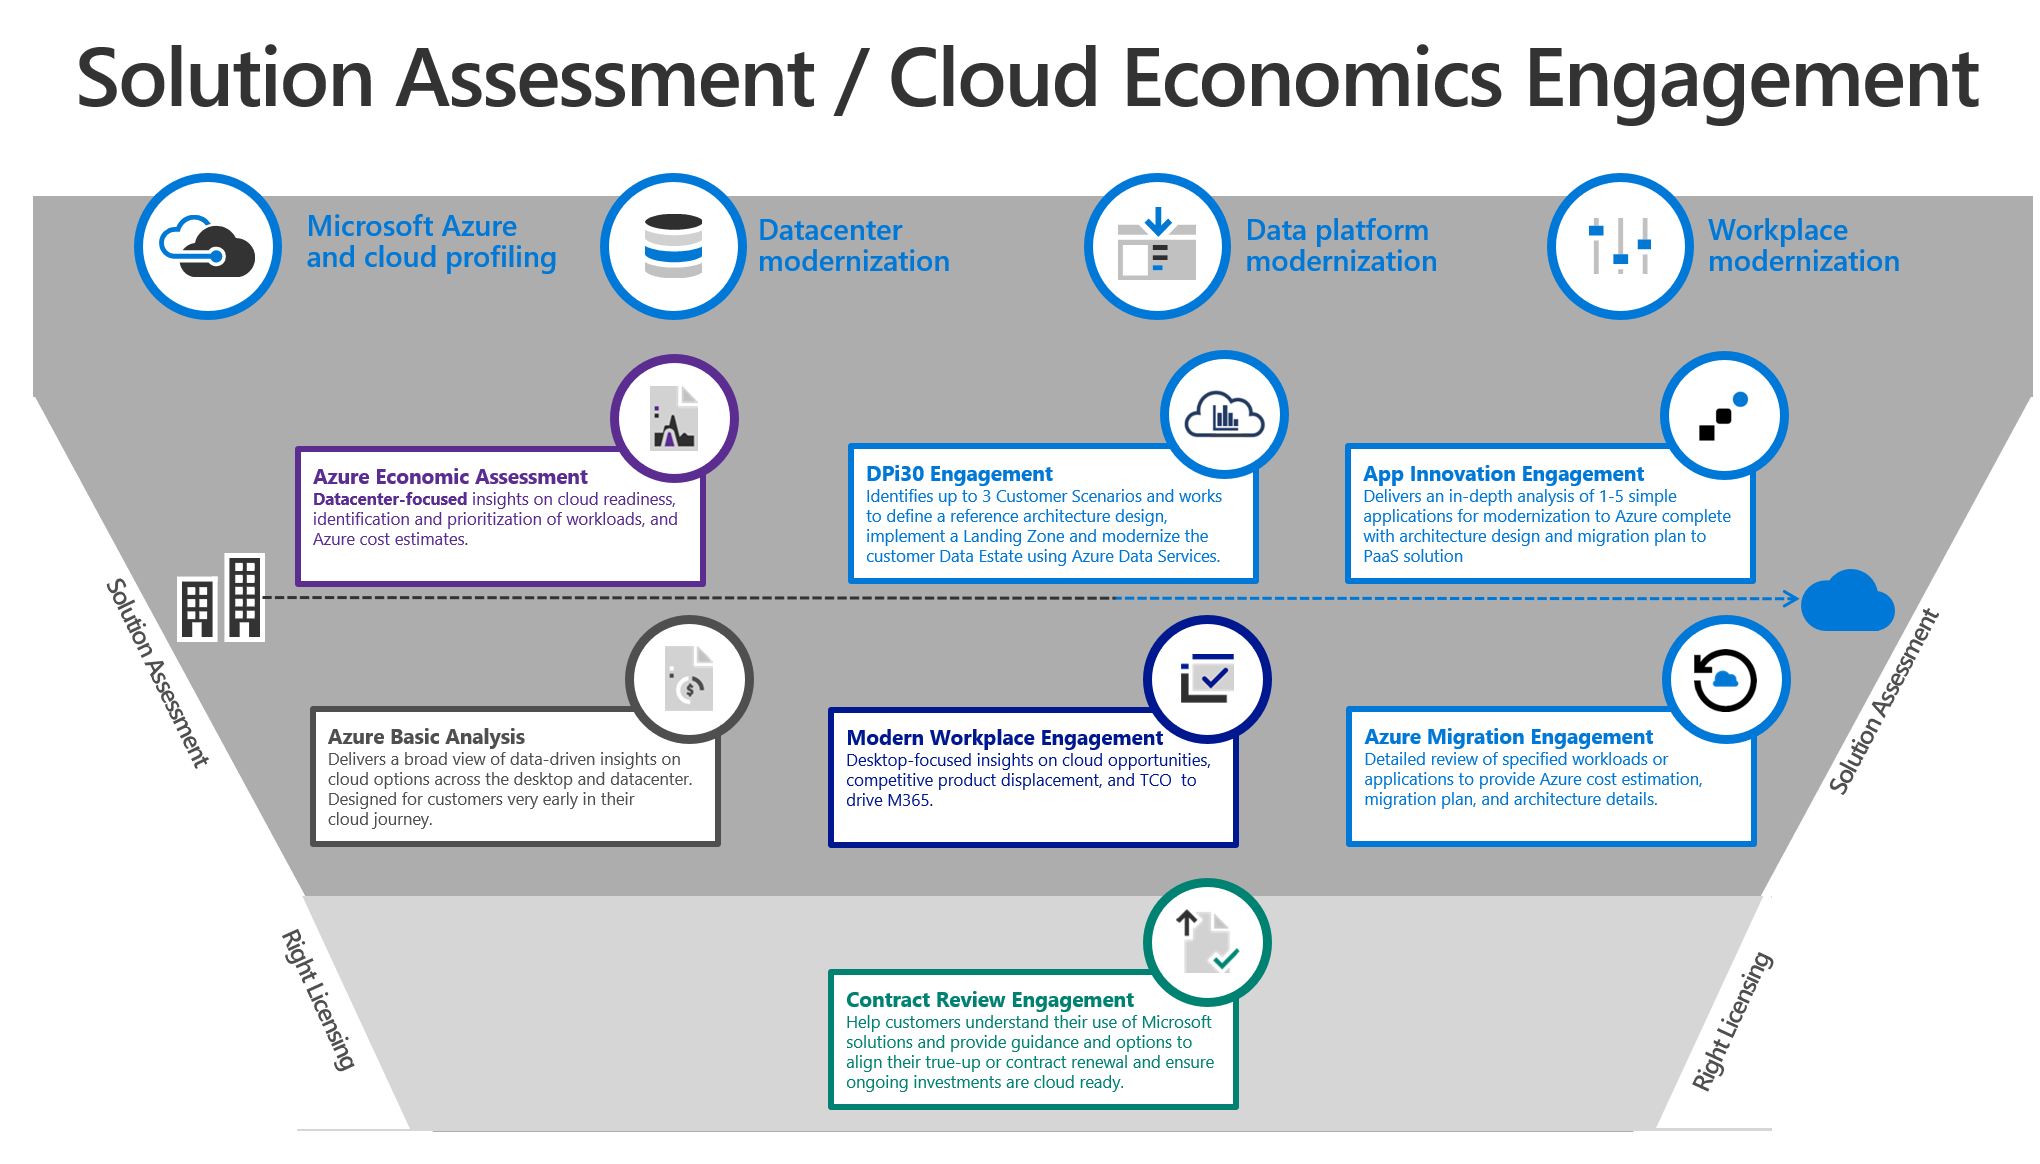 Solution Assessment / Cloud Economics Engagement
Microsoft Azure
and cloud profiling
Datacenter
modernization
Data platform
modernization
Workplace
modernization
Azure Economic Assessment
Datacenter-focused insights on cloud readiness,
identification and prioritization of workloads, and
Azure cost estimates.
DPi30 Engagement
Identifies up to 3 Customer Scenarios and works
to define a reference architecture design,
implement a Landing Zone and modernize the
customer Data Estate using Azure Data Services.
App Innovation Engagement
Delivers an in-depth analysis of 1-5 simple
applications for modernization to Azure complete
with architecture design and migration plan to
PaaS solution
Solution Assessment
Solution Assessment
$
Azure Basic Analysis
Delivers a broad view of data-driven insights on
cloud options across the desktop and datacenter.
Designed for customers very early in their
cloud journey.
Modern Workplace Engagement
Desktop-focused insights on cloud opportunities,
competitive product displacement, and TCO  to
drive M365.
Azure Migration Engagement
Detailed review of specified workloads or
applications to provide Azure cost estimation,
migration plan, and architecture details.
Right Licensing
Right Licensing
Contract Review Engagement
Help customers understand their use of Microsoft
solutions and provide guidance and options to
align their true-up or contract renewal and ensure
ongoing investments are cloud ready.